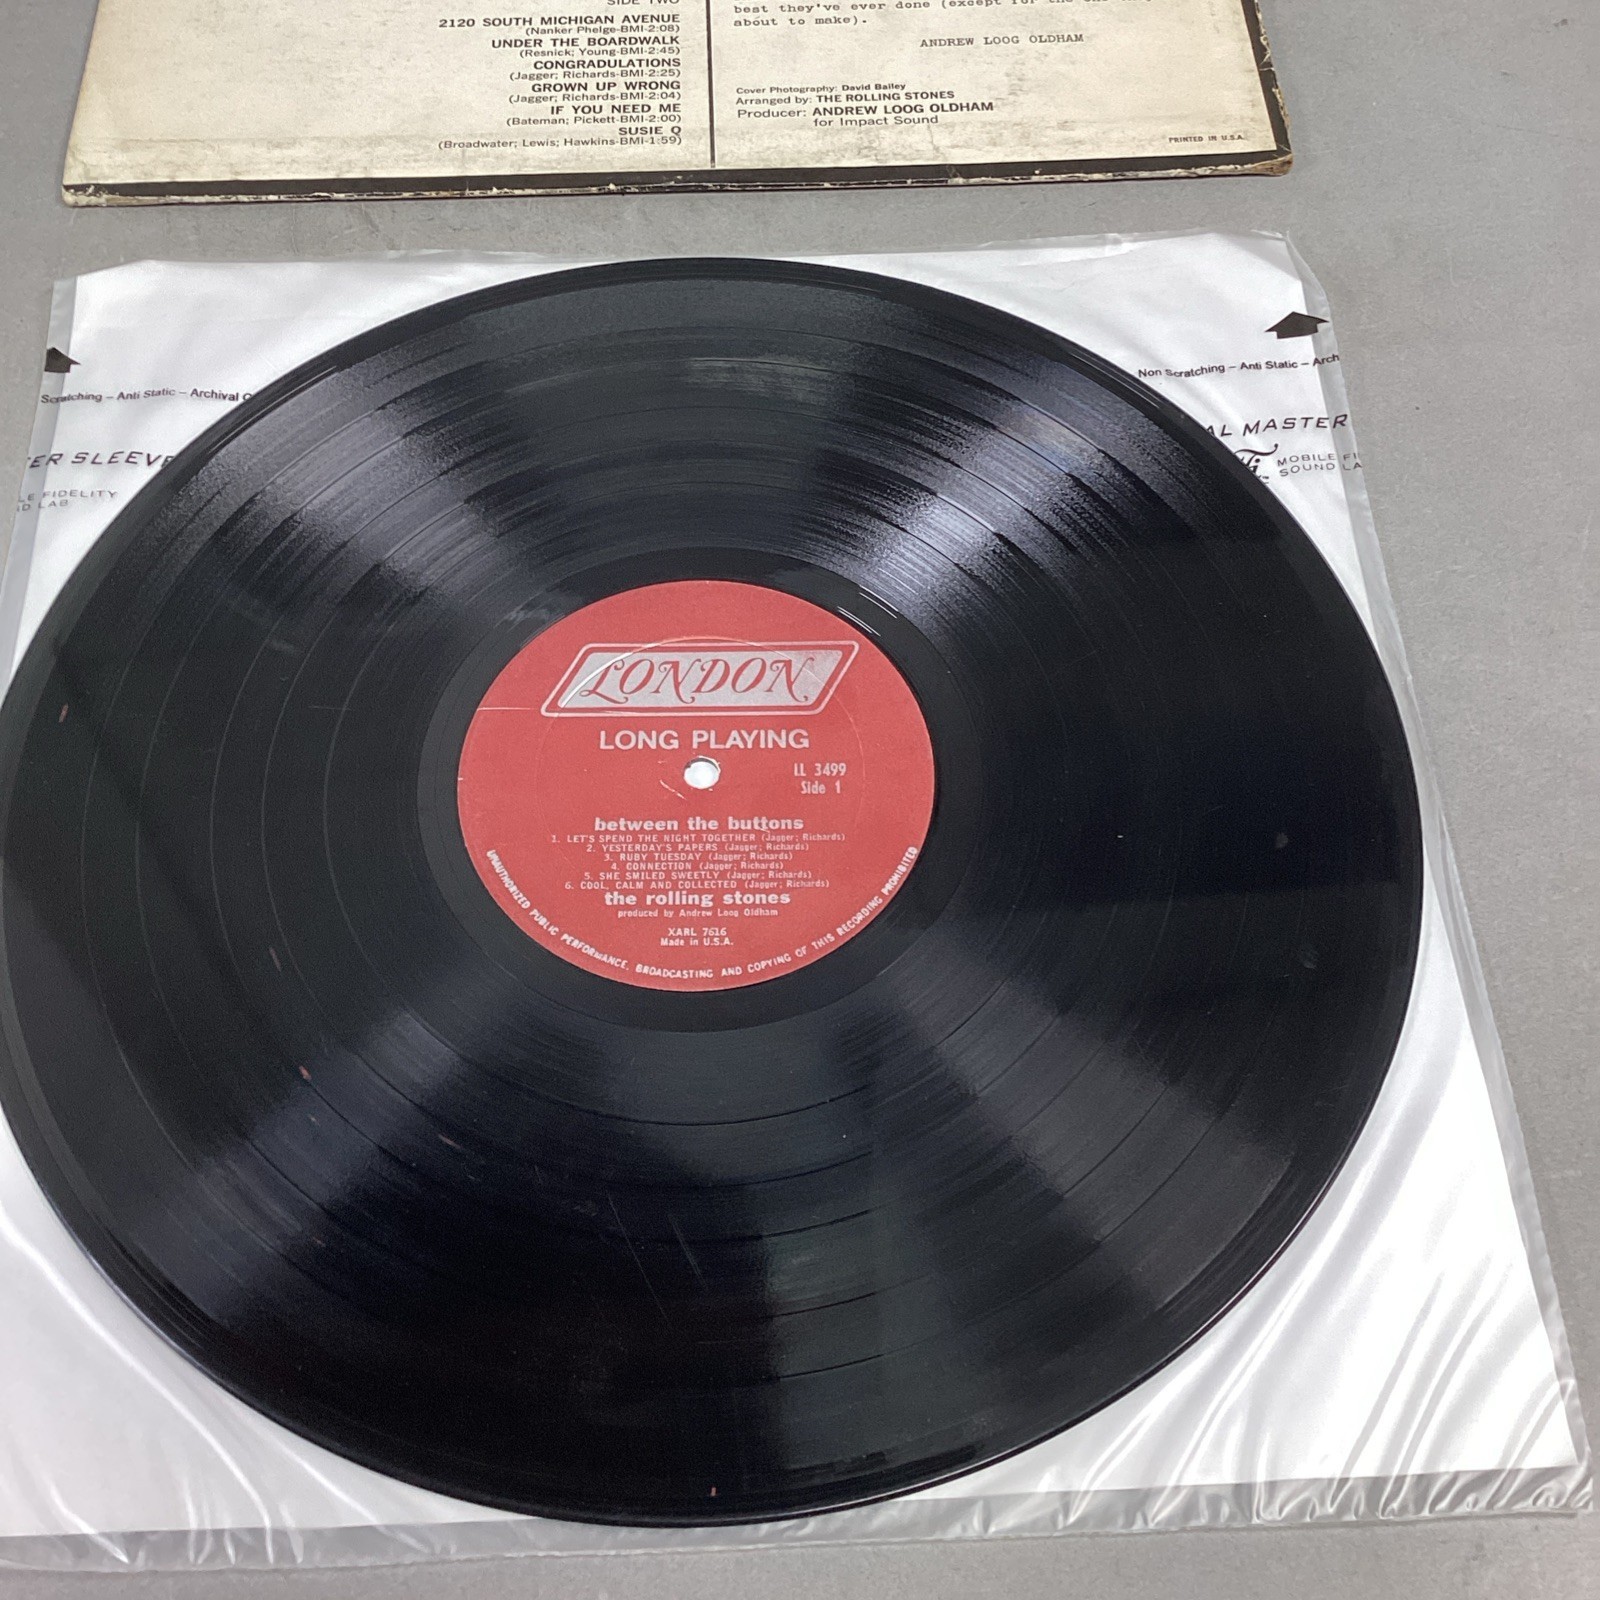 SIDE TWO
2120 SOUTH MICHIGAN AVENUE
(Nanker Phelge-BMI-2:08)
UNDER THE BOARDWALK
(Resnick; Young-BMI-2:45)
CONGRADULATIONS
(Jagger; Richards-BMI-2:25)
GROWN UP WRONG
(Jagger; Richards-BMI-2:04)
IF YOU NEED ME
(Bateman; Pickett-BMI-2:00)
SUSIE Q
(Broadwater; Lewis; Hawkins-BMI-1:59)
best they've ever done (except for the
about to make).
ANDREW LOOG OLDHAM
Cover Photography: David Bailey
Arranged by: THE ROLLING STONES
Producer: ANDREW LOOG OLDHAM
for Impact Sound
PRINTED IN U.S.A.
Scratching – Anti Static – Archival
ER SLEEVE
FIDELITY
LAB
Non Scratching – Anti Static – Arch
AL MASTER
MOBILE FI
SOUND LA
LONDON
LONG PLAYING
LL 3499
Side 1
between the buttons
1. LET'S SPEND THE NIGHT TOGETHER (Jagger; Richards)
2. YESTERDAY'S PAPERS (Jagger; Richards)
3. RUBY TUESDAY (Jagger; Richards)
4. CONNECTION (Jagger; Richards)
5. SHE SMILED SWEETLY (Jagger; Richards)
6. COOL, CALM AND COLLECTED (Jagger; Richards)
the rolling stones
produced by Andrew Loog Oldham
XARL 7616
Made in U.S.A.
UNAUTHORIZED PUBLIC PERFORMANCE, BROADCASTING AND COPYING OF THIS RECORDING PROHIBITED